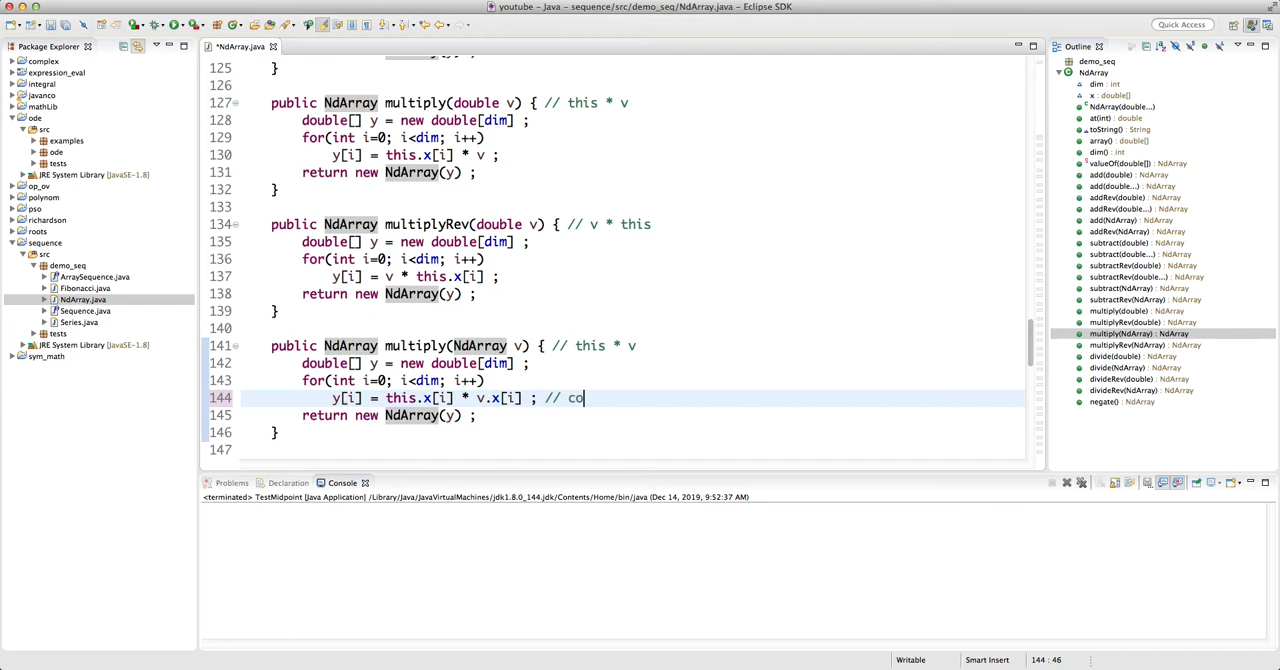 youtube - Java - sequence/src/demo_seq/NdArray.java - Eclipse SDK
Quick Access
Package Explorer
complex
expression_eval
integral
javanco
mathLib
ode
src
examples
ode
tests
JRE System Library [JavaSE-1.8]
op_ov
polynom
pso
richardson
roots
sequence
src
demo_seq
ArraySequence.java
Fibonacci.java
NdArray.java
Sequence.java
Series.java
tests
JRE System Library [JavaSE-1.8]
sym_math
*NdArray.java
125 }
126
127 public NdArray multiply(double v) { // this * v
128 double[] y = new double[dim] ;
129 for(int i=0; i<dim; i++)
130 y[i] = this.x[i] * v ;
131 return new NdArray(y) ;
132 }
133
134 public NdArray multiplyRev(double v) { // v * this
135 double[] y = new double[dim] ;
136 for(int i=0; i<dim; i++)
137 y[i] = v * this.x[i] ;
138 return new NdArray(y) ;
139 }
140
141 public NdArray multiply(NdArray v) { // this * v
142 double[] y = new double[dim] ;
143 for(int i=0; i<dim; i++)
144 y[i] = this.x[i] * v.x[i] ; // co
145 return new NdArray(y) ;
146 }
147
Outline
demo_seq
NdArray
dim : int
x : double[]
NdArray(double...)
at(int) : double
toString() : String
array() : double[]
dim() : int
valueOf(double[]) : NdArray
add(double) : NdArray
add(double...) : NdArray
addRev(double) : NdArray
addRev(double...) : NdArray
add(NdArray) : NdArray
addRev(NdArray) : NdArray
subtract(double) : NdArray
subtract(double...) : NdArray
subtractRev(double) : NdArray
subtractRev(double...) : NdArray
subtract(NdArray) : NdArray
subtractRev(NdArray) : NdArray
multiply(double) : NdArray
multiplyRev(double) : NdArray
multiply(NdArray) : NdArray
multiplyRev(NdArray) : NdArray
divide(double) : NdArray
divide(NdArray) : NdArray
divideRev(double) : NdArray
divideRev(NdArray) : NdArray
negate() : NdArray
Problems Declaration Console
<terminated> TestMidpoint [Java Application] /Library/Java/JavaVirtualMachines/jdk1.8.0_144.jdk/Contents/Home/bin/java (Dec 14, 2019, 9:52:37 AM)
Writable Smart Insert 144 : 46